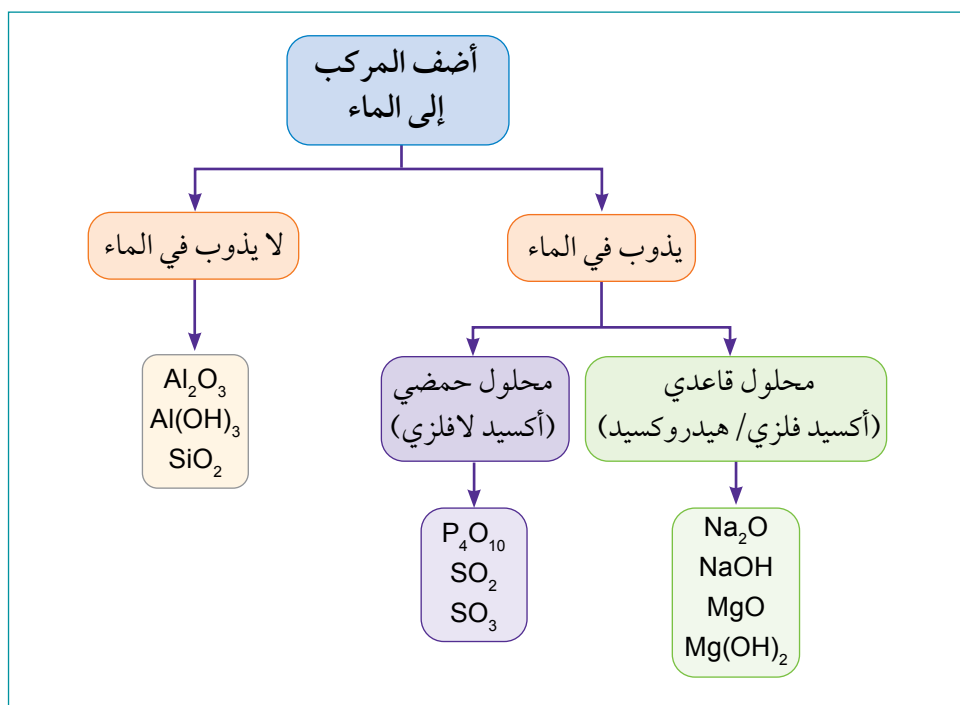 أضف المركب
إلى الماء
يذوب في الماء
لا يذوب في الماء
محلول قاعدي
(أكسيد فلزي/ هيدروكسيد)
محلول حمضي
(أكسيد لافلزي)
Na₂O
NaOH
MgO
Mg(OH)₂
P₄O₁₀
SO₂
SO₃
Al₂O₃
Al(OH)₃
SiO₂